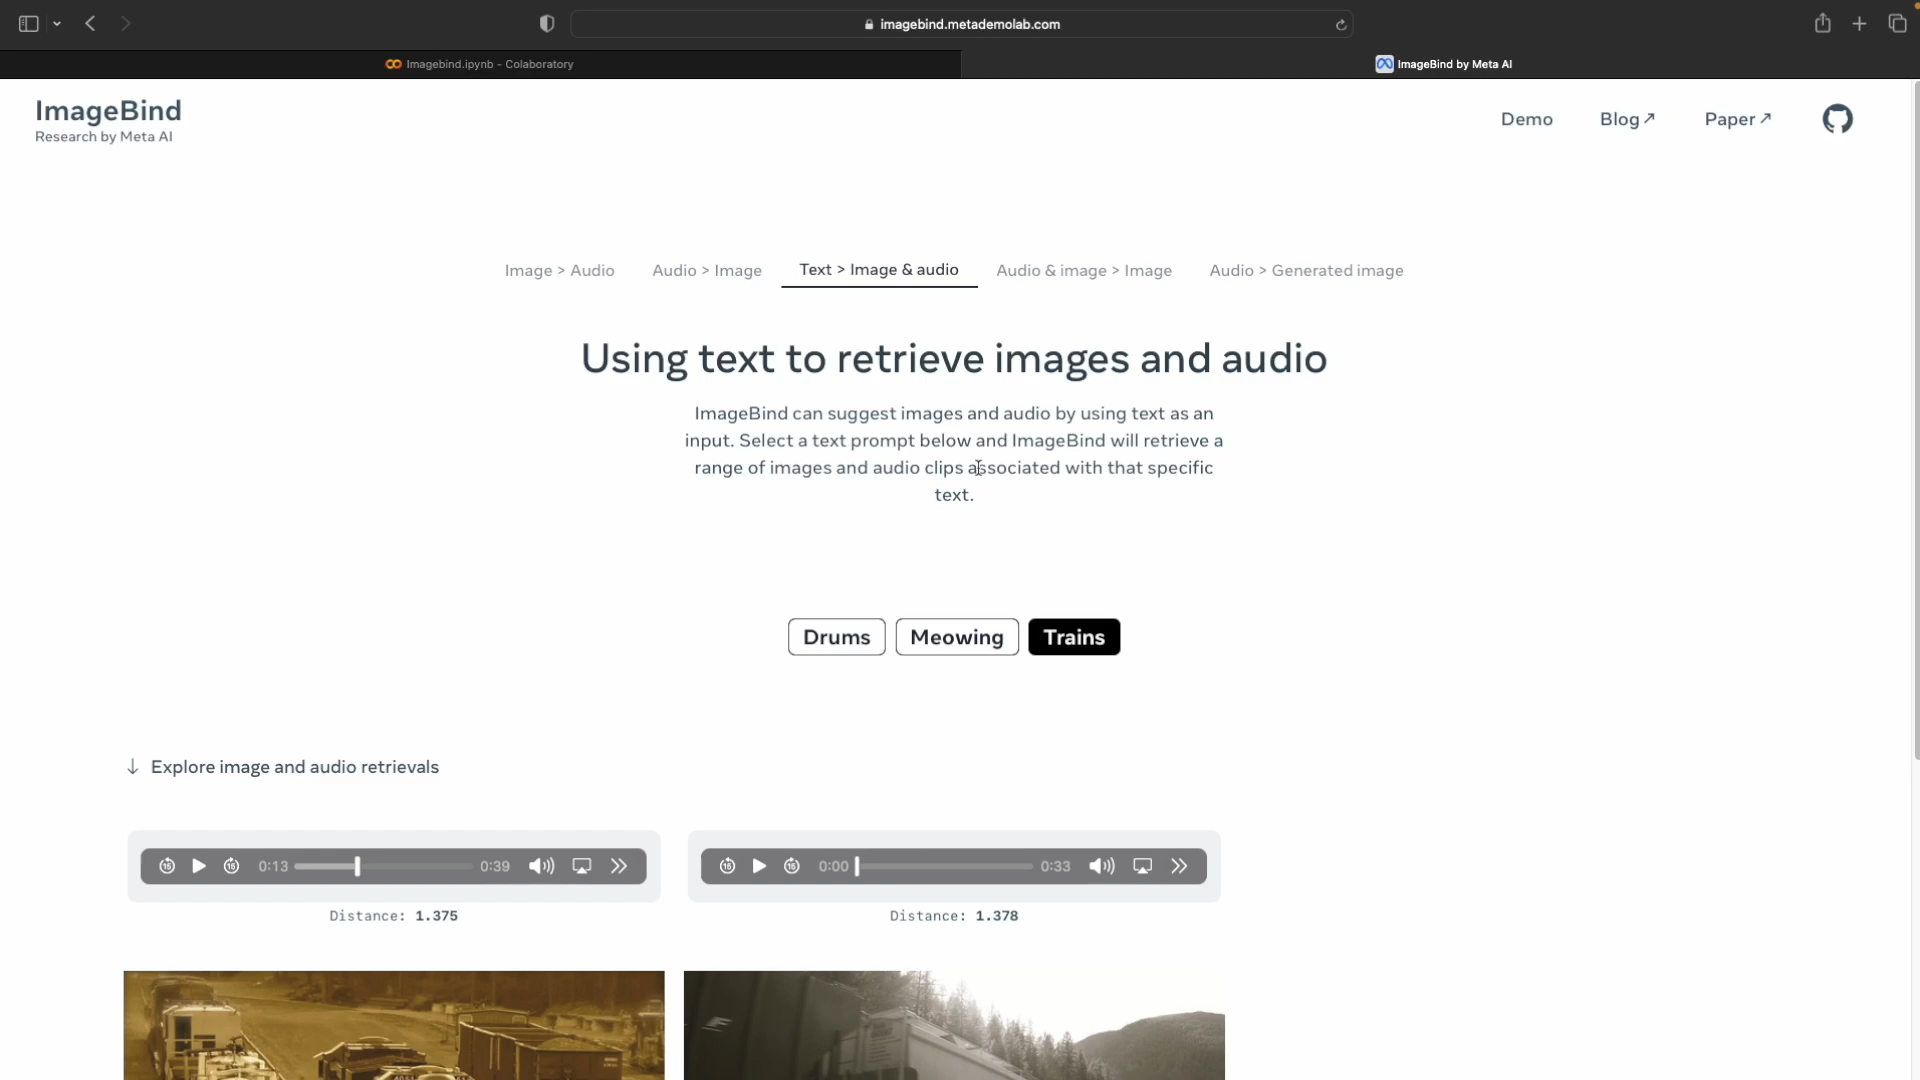 imagebind.metademolab.com
Imagebind.ipynb - Colaboratory
ImageBind by Meta AI
ImageBind
Research by Meta AI
Demo
Blog↗
Paper↗
Image > Audio
Audio > Image
Text > Image & audio
Audio & image > Image
Audio > Generated image
Using text to retrieve images and audio
ImageBind can suggest images and audio by using text as an
input. Select a text prompt below and ImageBind will retrieve a
range of images and audio clips associated with that specific
text.
Drums
Meowing
Trains
↓ Explore image and audio retrievals
15
15
0:13
0:39
15
15
0:00
0:33
Distance: 1.375
Distance: 1.378